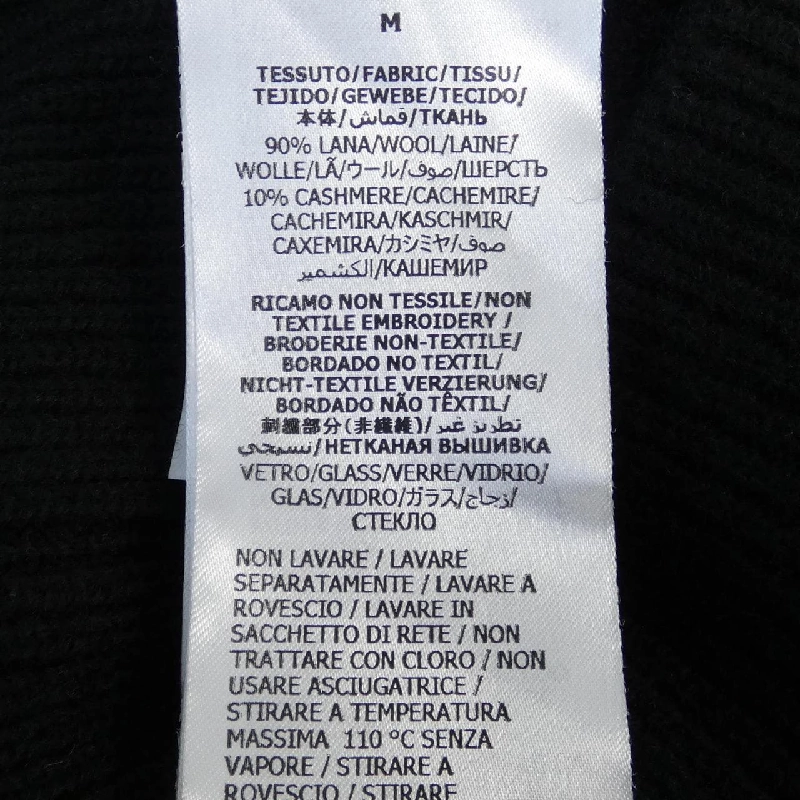 M
TESSUTO/FABRIC/TISSU/
TEJIDO/GEWEBE/TECIDO/
本体/قماش/ТКАНЬ
90% LANA/WOOL/LAINE/
WOLLE/LÃ/ウール/صوف/ШЕРСТЬ
10% CASHMERE/CACHEMIRE/
CACHEMIRA/KASCHMIR/
CAXEMIRA/カシミヤ/صوف
الكشمير/КАШЕМИР
RICAMO NON TESSILE/NON
TEXTILE EMBROIDERY /
BRODERIE NON-TEXTILE/
BORDADO NO TEXTIL/
NICHT-TEXTILE VERZIERUNG/
BORDADO NÃO TÊXTIL/
刺繍部分(非繊維)/تطريز غير
نسيجي/НЕТКАНАЯ ВЫШИВКА
VETRO/GLASS/VERRE/VIDRIO/
GLAS/VIDRO/ガラス/زجاج/
СТЕКЛО
NON LAVARE / LAVARE
SEPARATAMENTE / LAVARE A
ROVESCIO / LAVARE IN
SACCHETTO DI RETE / NON
TRATTARE CON CLORO / NON
USARE ASCIUGATRICE /
STIRARE A TEMPERATURA
MASSIMA 110 °C SENZA
VAPORE / STIRARE A
ROVESCIO / STIRARE